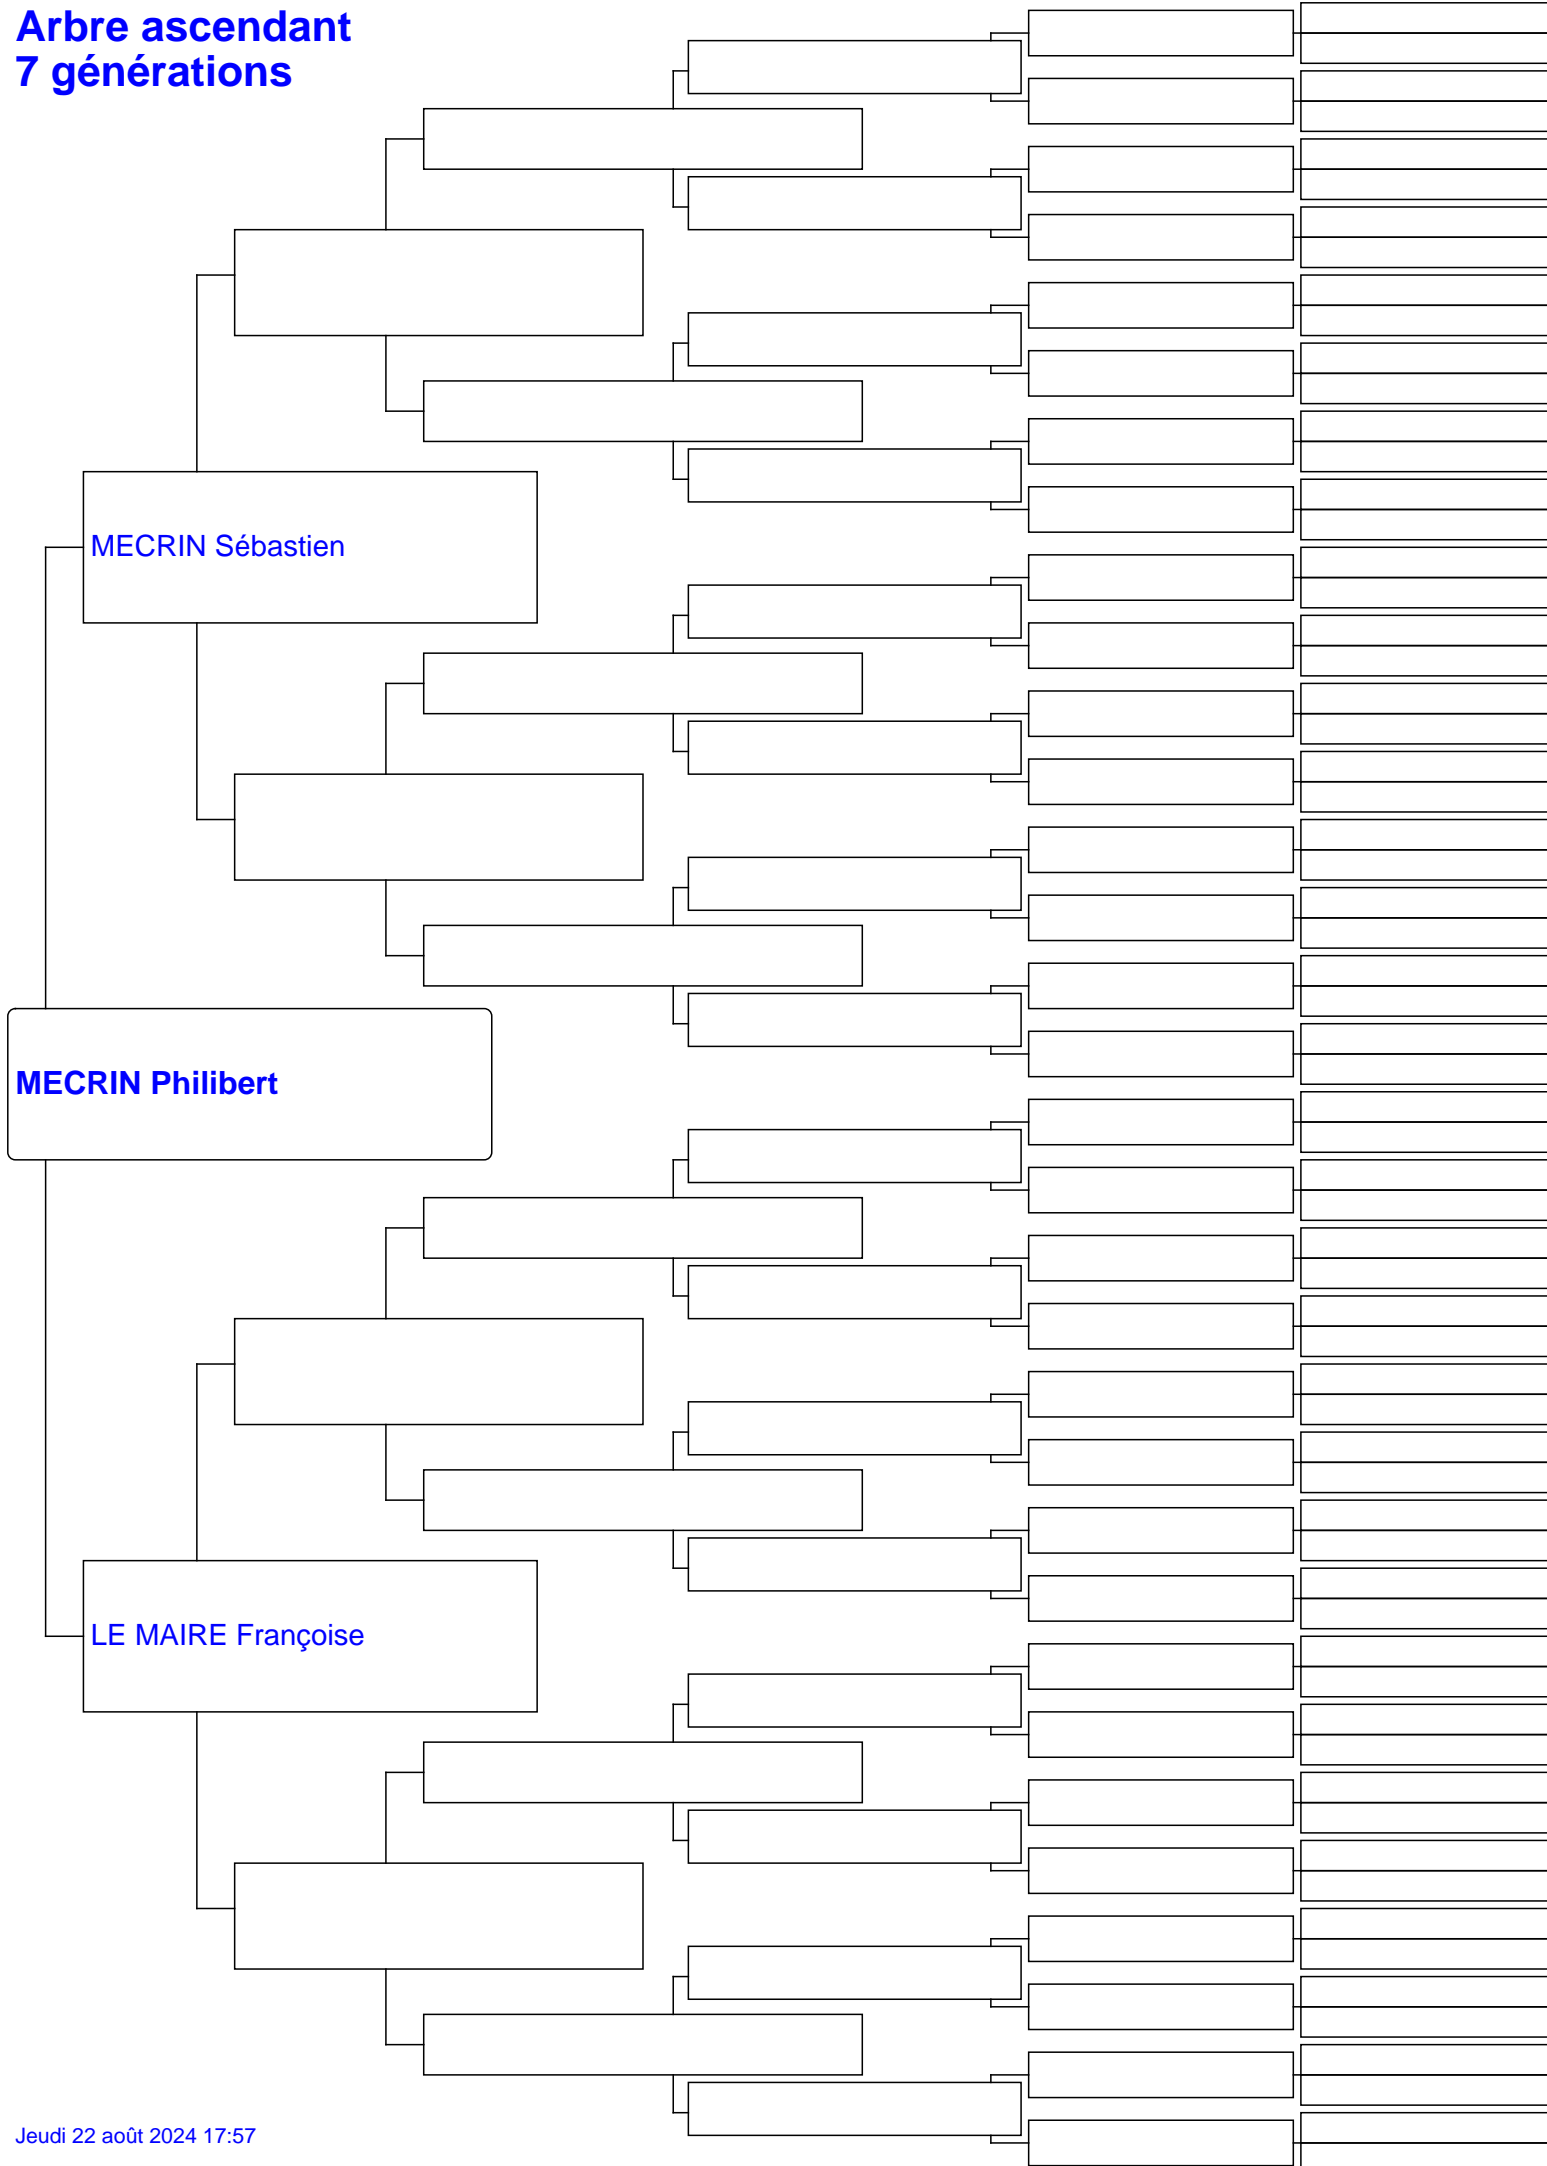 Arbre ascendant
7 générations
MECRIN Sébastien
MECRIN Philibert
LE MAIRE Françoise
Jeudi 22 août 2024 17:57